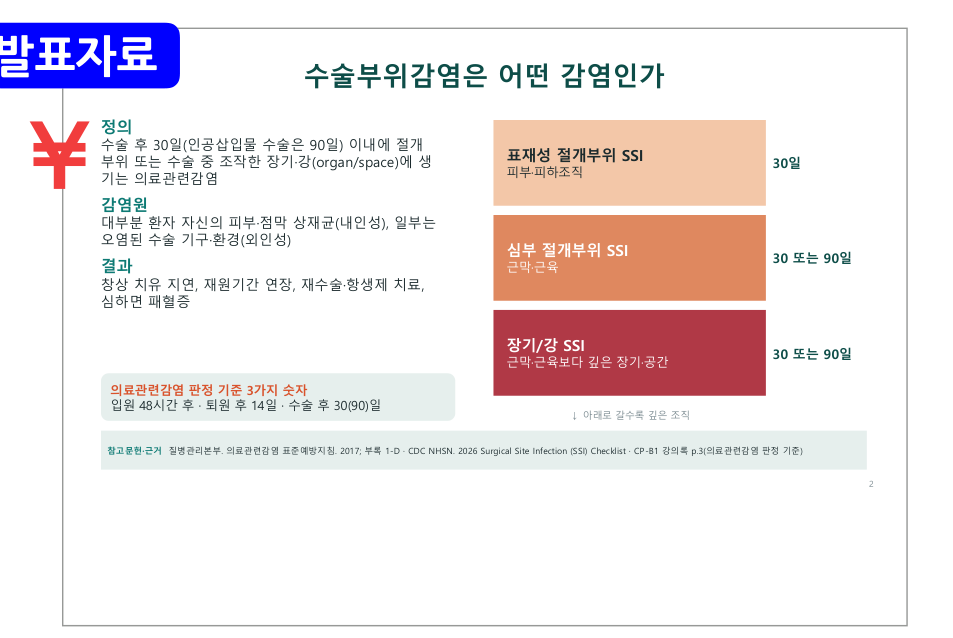 발표자료
수술부위감염은 어떤 감염인가
¥
정의
수술 후 30일(인공삽입물 수술은 90일) 이내에 절개
부위 또는 수술 중 조작한 장기·강(organ/space)에 생
기는 의료관련감염
감염원
대부분 환자 자신의 피부·점막 상재균(내인성), 일부는
오염된 수술 기구·환경(외인성)
결과
창상 치유 지연, 재원기간 연장, 재수술·항생제 치료,
심하면 패혈증
의료관련감염 판정 기준 3가지 숫자
입원 48시간 후 · 퇴원 후 14일 · 수술 후 30(90)일
표재성 절개부위 SSI
피부·피하조직
30일
심부 절개부위 SSI
근막·근육
30 또는 90일
장기/강 SSI
근막·근육보다 깊은 장기·공간
30 또는 90일
↓ 아래로 갈수록 깊은 조직
참고문헌·근거 질병관리본부. 의료관련감염 표준예방지침. 2017; 부록 1-D · CDC NHSN. 2026 Surgical Site Infection (SSI) Checklist · CP-B1 강의록 p.3(의료관련감염 판정 기준)
2